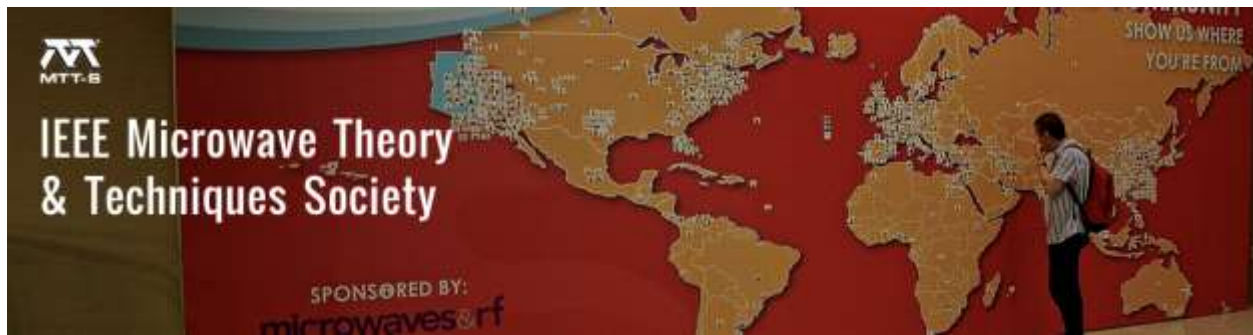 MTT-S
IEEE Microwave Theory
& Techniques Society
SHOW US WHERE
YOU'RE FROM
SPONSORED BY:
microwaves&rf